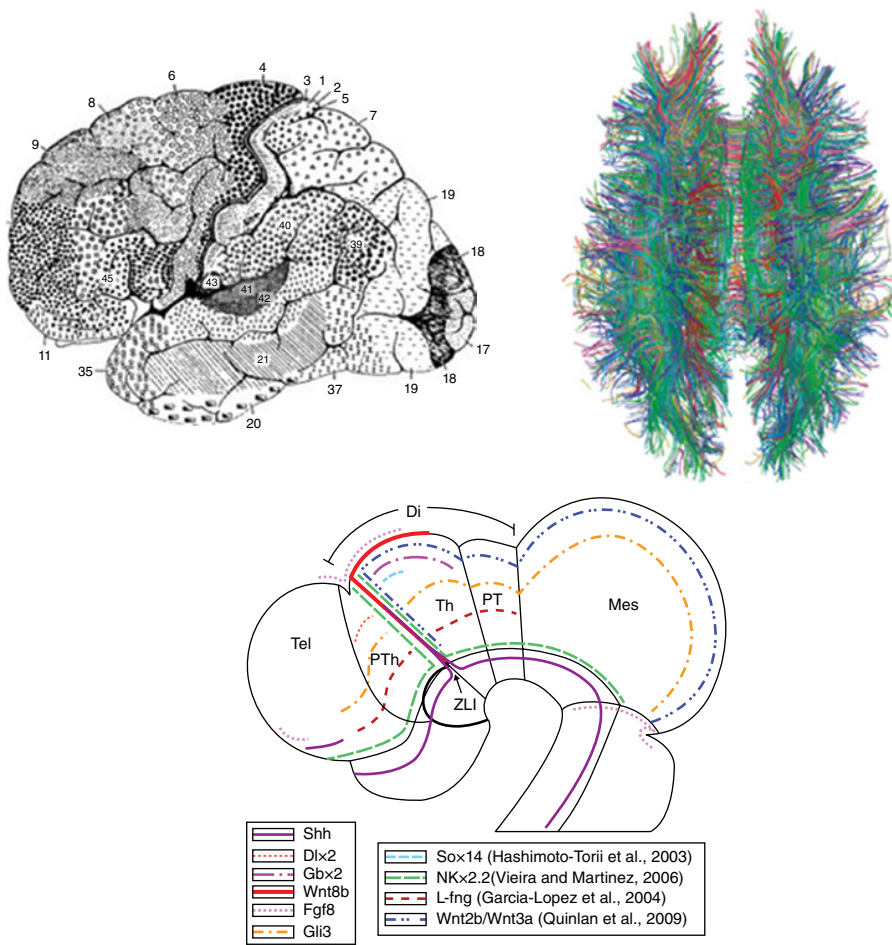 4
3
1
2
5
6
7
8
9
19
18
40
39
45
43
41
42
21
11
35
17
18
19
37
20
Di
Th
PT
Mes
Tel
PTh
ZLI
Shh
Dl×2
Gb×2
Wnt8b
Fgf8
Gli3
So×14 (Hashimoto-Torii et al., 2003)
NK×2.2(Vieira and Martinez, 2006)
L-fng (Garcia-Lopez et al., 2004)
Wnt2b/Wnt3a (Quinlan et al., 2009)